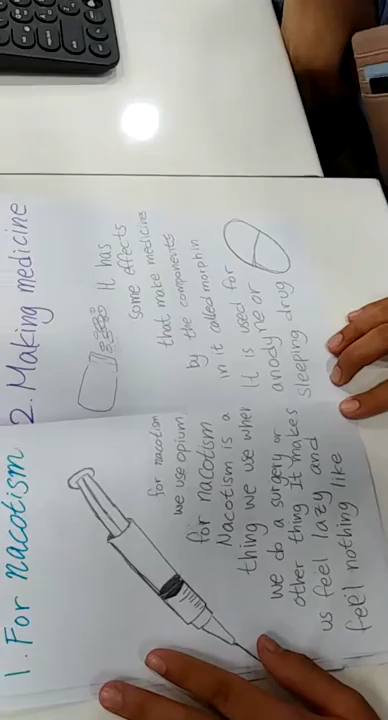 1. For nacotism
for nacotism
we use opium
for nacotism
Nacotism is a
thing we use when
we do a surgery or
other thing It makes
us feel lazy and
feel nothing like
2. Making medicine
It has
some effects
that make medicine
by the components
in it called morphin
It is used for
anodyne or
sleeping drug